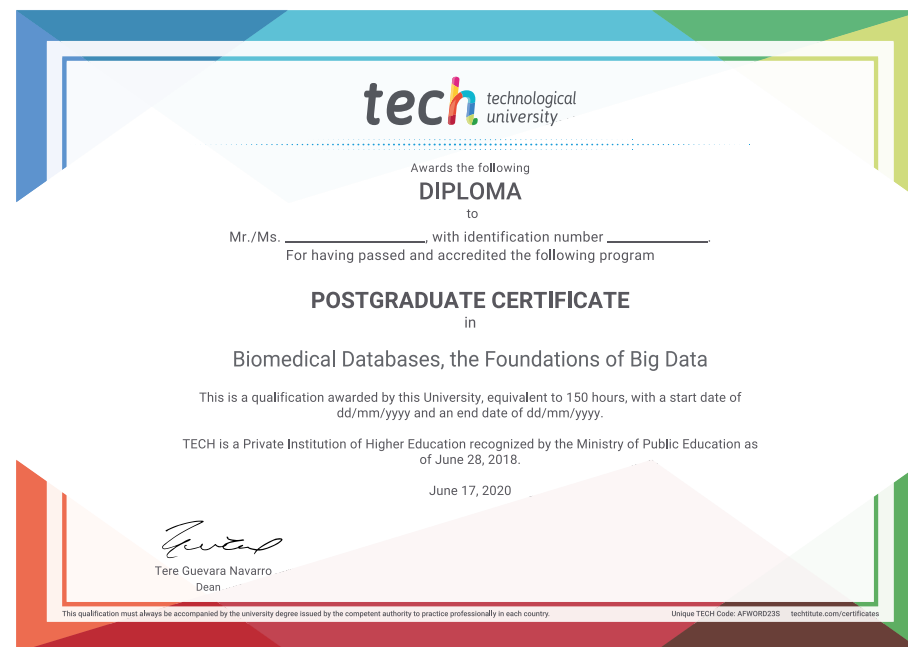 tech technological
university
Awards the following
DIPLOMA
to
Mr./Ms. ____________________, with identification number ______________.
For having passed and accredited the following program
POSTGRADUATE CERTIFICATE
in
Biomedical Databases, the Foundations of Big Data
This is a qualification awarded by this University, equivalent to 150 hours, with a start date of
dd/mm/yyyy and an end date of dd/mm/yyyy.
TECH is a Private Institution of Higher Education recognized by the Ministry of Public Education as
of June 28, 2018.
June 17, 2020
Tere Guevara Navarro
Dean
This qualification must always be accompanied by the university degree issued by the competent authority to practice professionally in each country.
Unique TECH Code: AFWORD23S techtitute.com/certificates